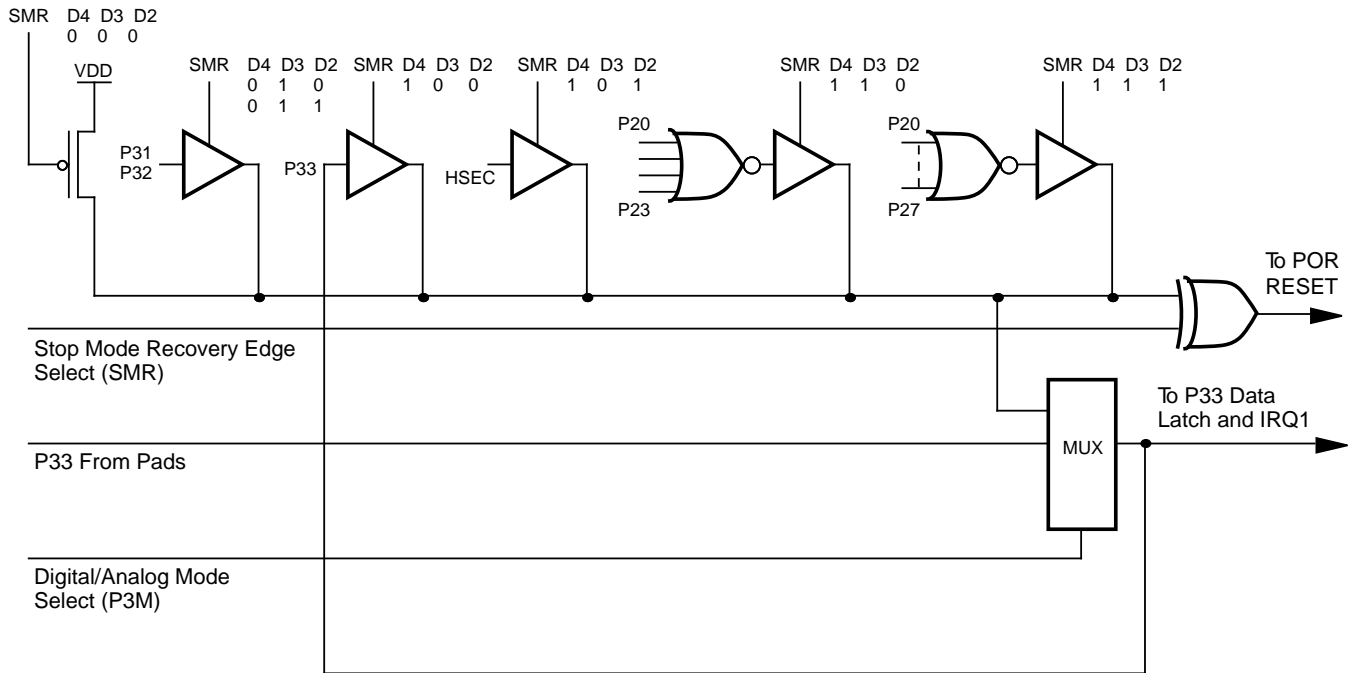 SMR D4 D3 D2
0 0 0
VDD
SMR D4 D3 D2
0 1 0
0 1 1
SMR D4 D3 D2
1 0 0
SMR D4 D3 D2
1 0 1
SMR D4 D3 D2
1 1 0
SMR D4 D3 D2
1 1 1
P31
P32
P33
HSEC
P20
P23
P20
P27
To POR
RESET
Stop Mode Recovery Edge
Select (SMR)
To P33 Data
Latch and IRQ1
MUX
P33 From Pads
Digital/Analog Mode
Select (P3M)